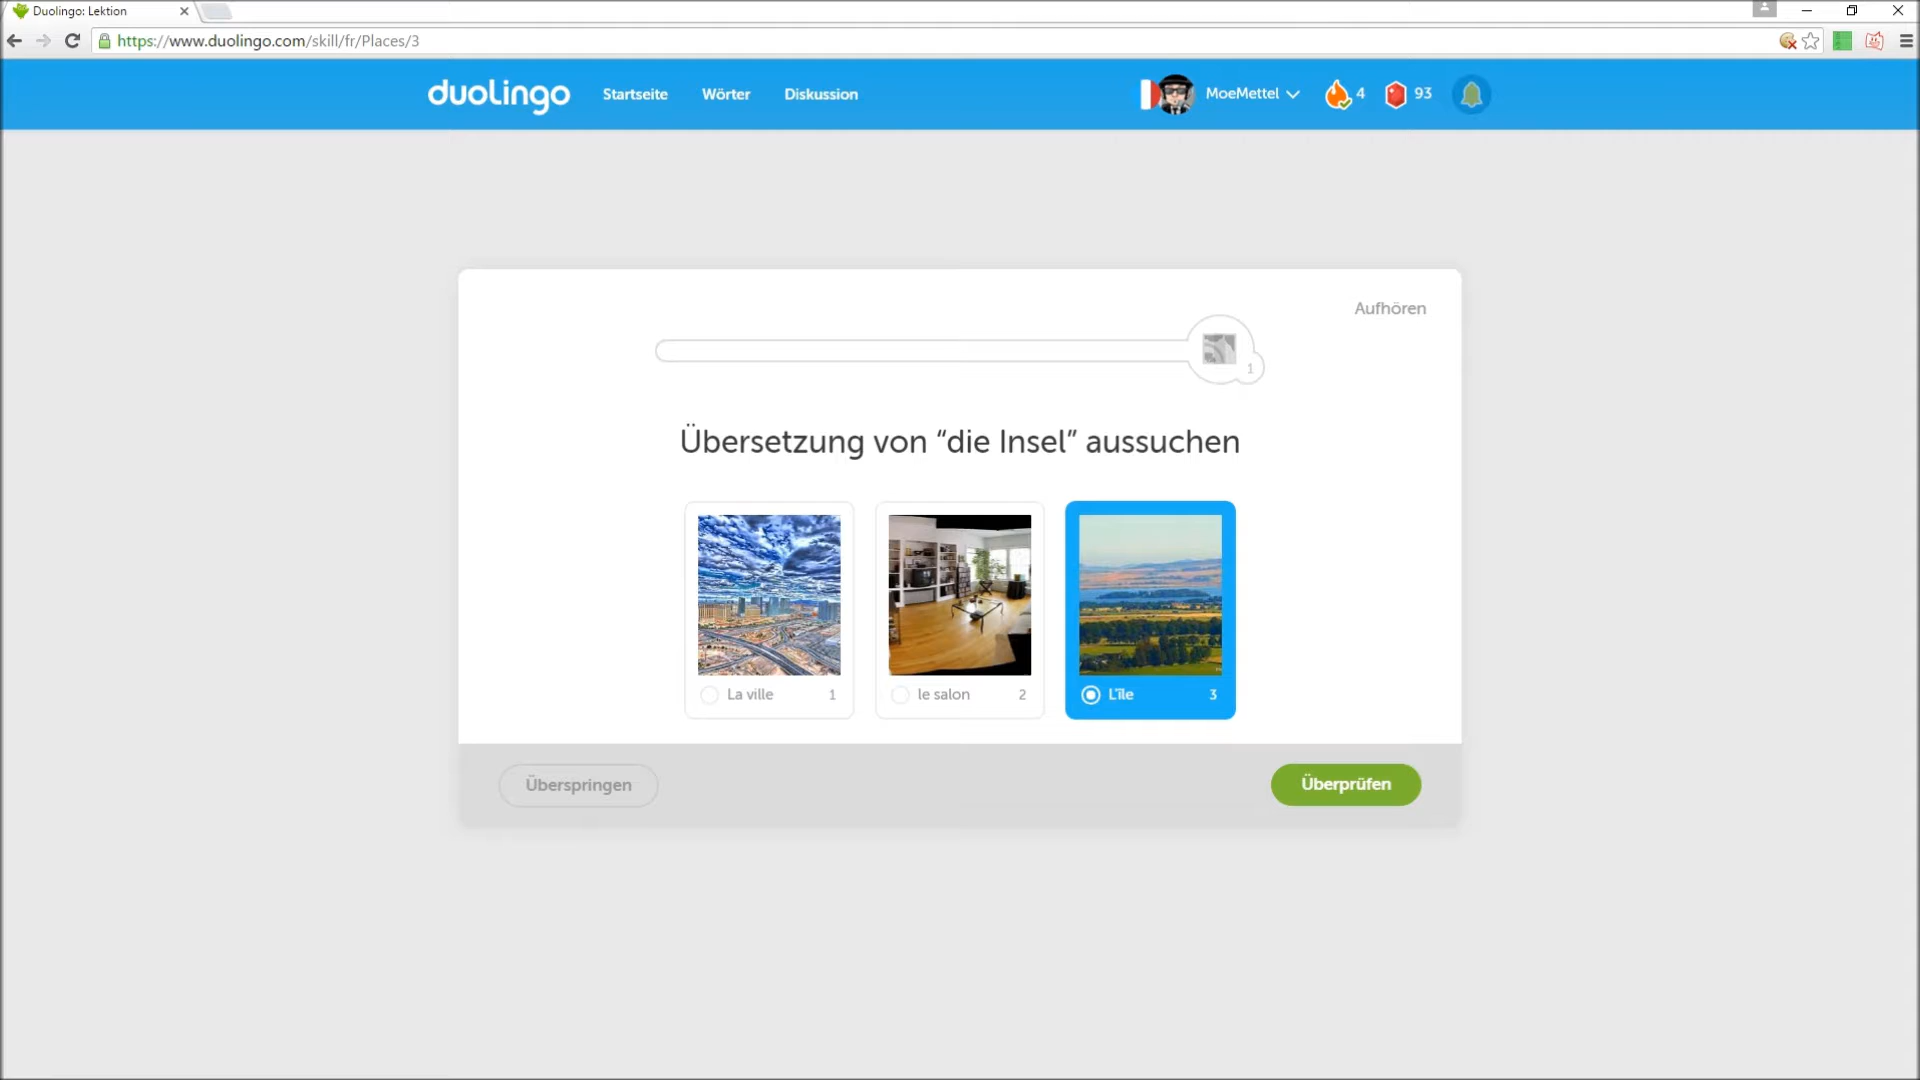 Duolingo: Lektion
https://www.duolingo.com/skill/fr/Places/3
duolingo
Startseite
Wörter
Diskussion
MoeMettel
4
93
Aufhören
1
Übersetzung von “die Insel” aussuchen
La ville 1
le salon 2
L'île 3
Überspringen
Überprüfen